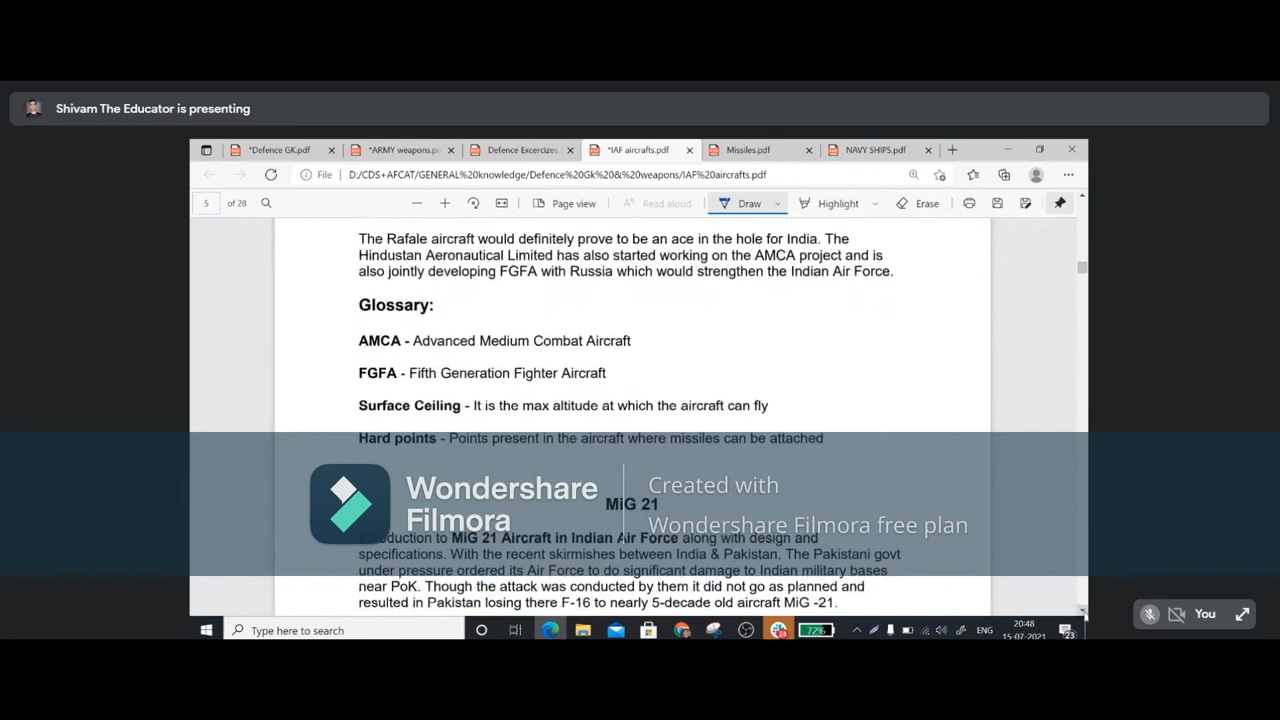 Shivam The Educator is presenting
*Defence GK.pdf
*ARMY weapons.pd
Defence Excercizes
*IAF aircrafts.pdf
Missiles.pdf
NAVY SHIPS.pdf
File
D:/CDS+AFCAT/GENERAL%20knowledge/Defence%20Gk%20&%20weapons/IAF%20aircrafts.pdf
5 of 28
Page view
Read aloud
Draw
Highlight
Erase
The Rafale aircraft would definitely prove to be an ace in the hole for India. The
Hindustan Aeronautical Limited has also started working on the AMCA project and is
also jointly developing FGFA with Russia which would strengthen the Indian Air Force.
Glossary:
AMCA - Advanced Medium Combat Aircraft
FGFA - Fifth Generation Fighter Aircraft
Surface Ceiling - It is the max altitude at which the aircraft can fly
Hard points - Points present in the aircraft where missiles can be attached
Wondershare
Filmora
Created with
Wondershare Filmora free plan
MiG 21
Introduction to MiG 21 Aircraft in Indian Air Force along with design and
specifications. With the recent skirmishes between India & Pakistan. The Pakistani govt
under pressure ordered its Air Force to do significant damage to Indian military bases
near PoK. Though the attack was conducted by them it did not go as planned and
resulted in Pakistan losing there F-16 to nearly 5-decade old aircraft MiG -21.
You
Type here to search
72%
ENG
20:48
15-07-2021
23